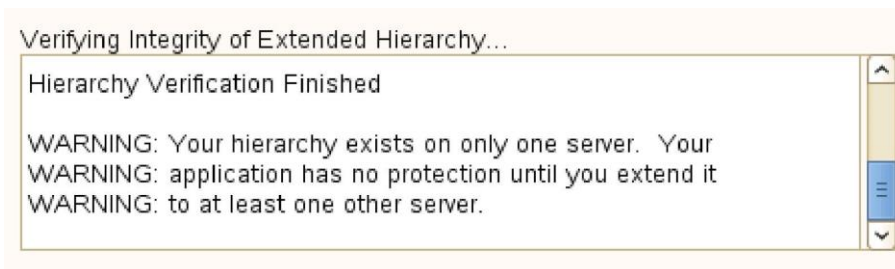 Verifying Integrity of Extended Hierarchy...
Hierarchy Verification Finished
WARNING: Your hierarchy exists on only one server.  Your
WARNING: application has no protection until you extend it
WARNING: to at least one other server.